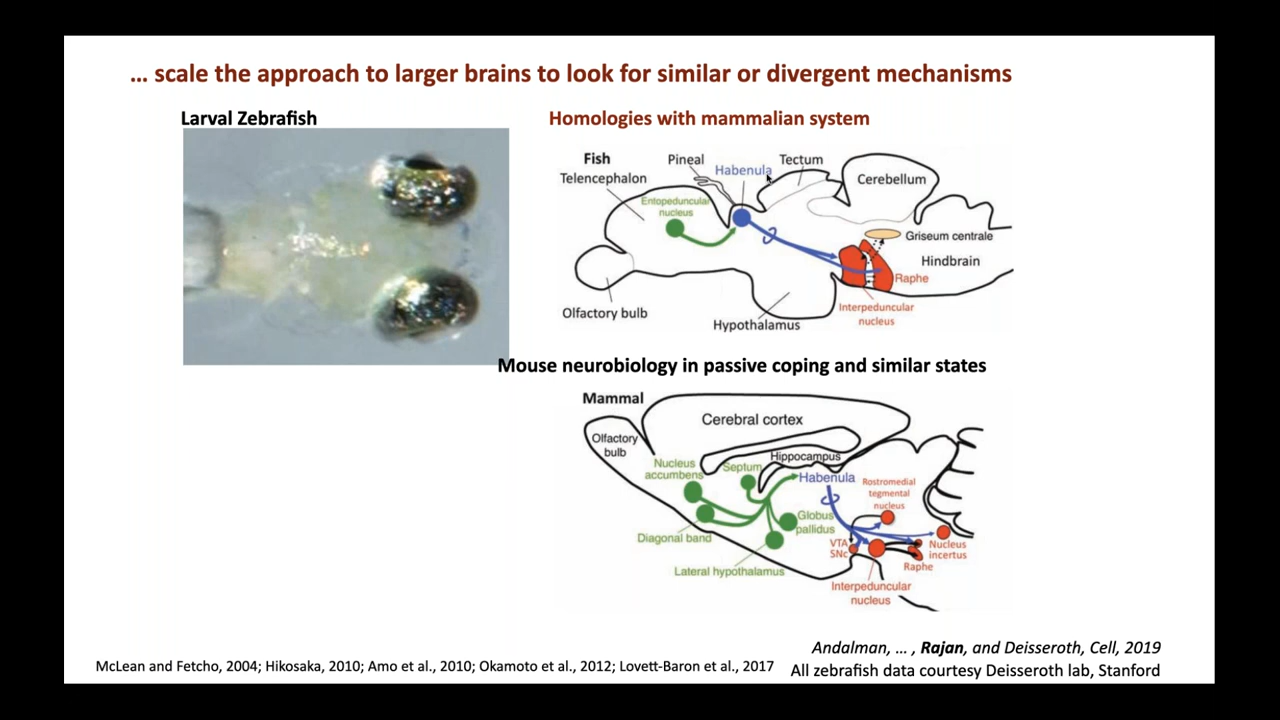 ... scale the approach to larger brains to look for similar or divergent mechanisms
Larval Zebrafish
Homologies with mammalian system
Fish
Pineal
Habenula
Tectum
Telencephalon
Cerebellum
Entopeduncular
nucleus
Griseum centrale
Hindbrain
Raphe
Olfactory bulb
Interpeduncular
nucleus
Hypothalamus
Mouse neurobiology in passive coping and similar states
Mammal
Cerebral cortex
Olfactory
bulb
Hippocampus
Nucleus
accumbens
Septum
Habenula
Rostromedial
tegmental
nucleus
Globus
pallidus
Diagonal band
VTA
SNc
Nucleus
incertus
Raphe
Lateral hypothalamus
Interpeduncular
nucleus
Andalman, ... , Rajan, and Deisseroth, Cell, 2019
McLean and Fetcho, 2004; Hikosaka, 2010; Amo et al., 2010; Okamoto et al., 2012; Lovett-Baron et al., 2017
All zebrafish data courtesy Deisseroth lab, Stanford